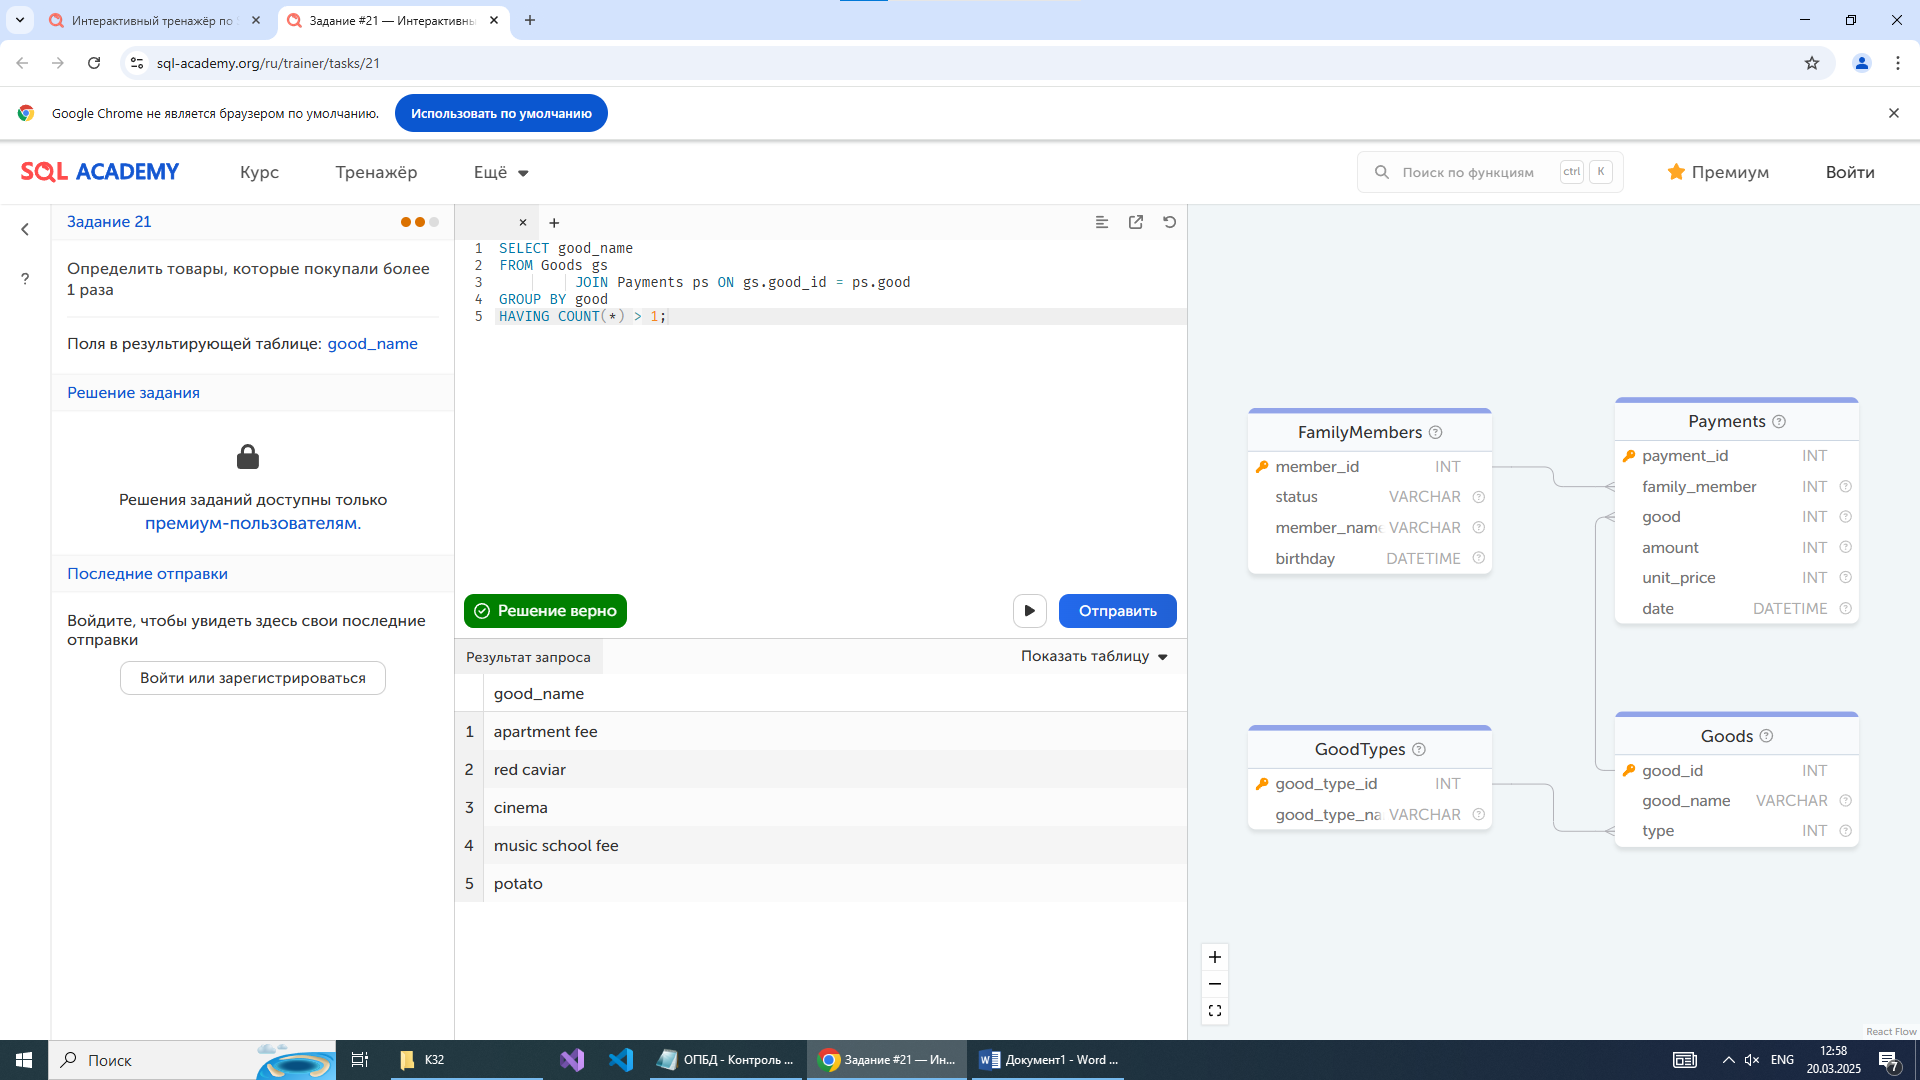 Интерактивный тренажёр по
Задание #21 — Интерактивны
sql-academy.org/ru/trainer/tasks/21
Google Chrome не является браузером по умолчанию.
Использовать по умолчанию
SQL ACADEMY
Курс
Тренажёр
Ещё
Поиск по функциям
ctrl
K
Премиум
Войти
Задание 21
?
Определить товары, которые покупали более
1 раза
Поля в результирующей таблице: good_name
Решение задания
Решения заданий доступны только
премиум-пользователям.
Последние отправки
Войдите, чтобы увидеть здесь свои последние
отправки
Войти или зарегистрироваться
1 SELECT good_name
2 FROM Goods gs
3 JOIN Payments ps ON gs.good_id = ps.good
4 GROUP BY good
5 HAVING COUNT(*) > 1;
Решение верно
Отправить
Результат запроса
Показать таблицу
good_name
1 apartment fee
2 red caviar
3 cinema
4 music school fee
5 potato
FamilyMembers
member_id INT
status VARCHAR
member_name VARCHAR
birthday DATETIME
Payments
payment_id INT
family_member INT
good INT
amount INT
unit_price INT
date DATETIME
GoodTypes
good_type_id INT
good_type_na VARCHAR
Goods
good_id INT
good_name VARCHAR
type INT
React Flow
Поиск
К32
ОПБД - Контроль ...
Задание #21 — Ин...
Документ1 - Word ...
ENG
12:58
20.03.2025
7